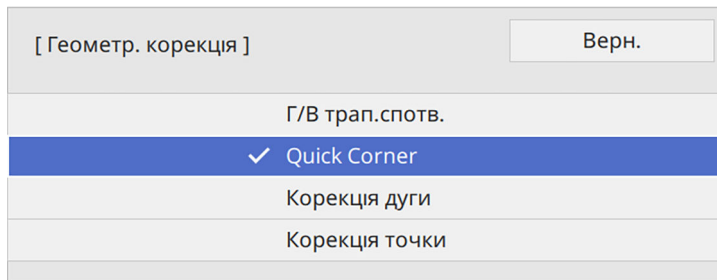 [ Геометр. корекція ]
Верн.
Г/В трап.спотв.
Quick Corner
Корекція дуги
Корекція точки